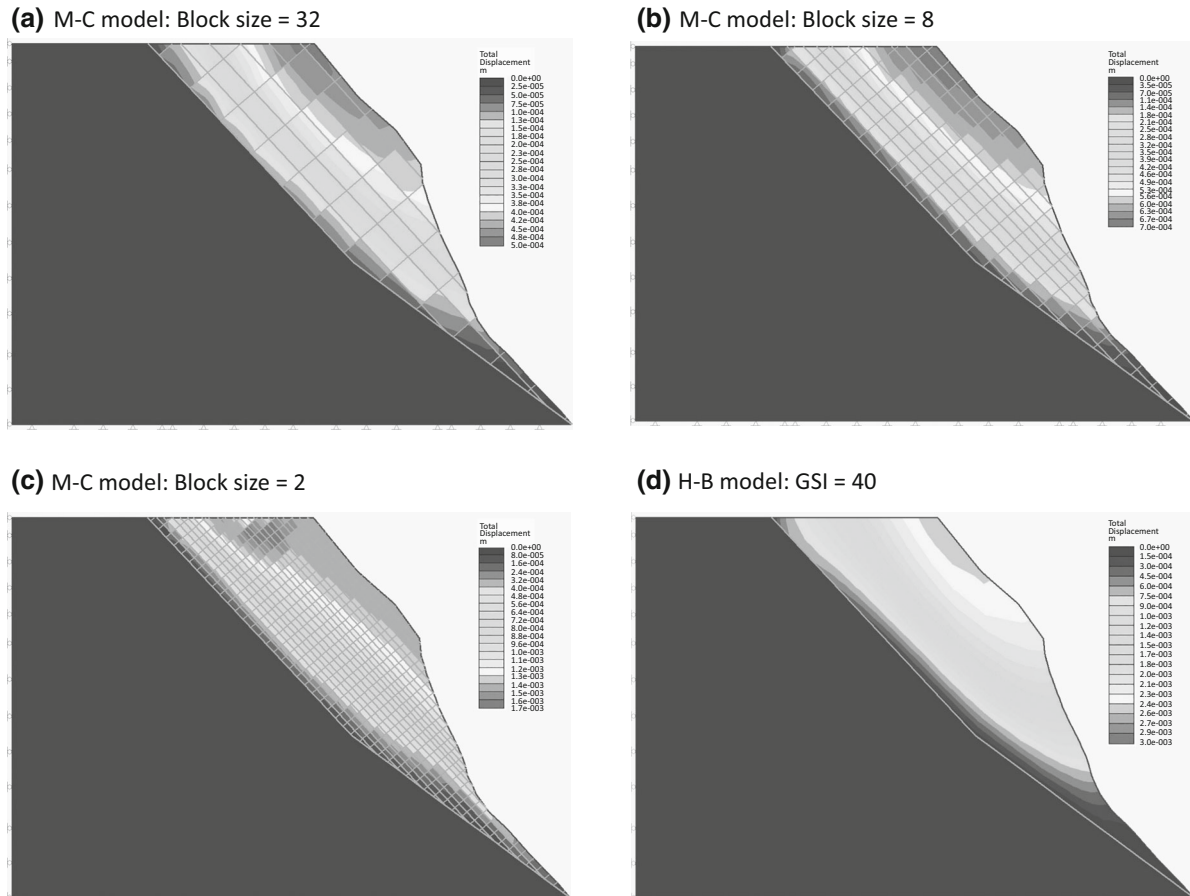 (a) M-C model: Block size = 32
Total
Displacement
m
0.0e+00
2.5e-005
5.0e-005
7.5e-005
1.0e-004
1.3e-004
1.5e-004
1.8e-004
2.0e-004
2.3e-004
2.5e-004
2.8e-004
3.0e-004
3.3e-004
3.5e-004
3.8e-004
4.0e-004
4.2e-004
4.5e-004
4.8e-004
5.0e-004
(b) M-C model: Block size = 8
Total
Displacement
m
0.0e+00
3.5e-005
7.0e-005
1.1e-004
1.4e-004
1.8e-004
2.1e-004
2.5e-004
2.8e-004
3.2e-004
3.5e-004
3.9e-004
4.2e-004
4.6e-004
4.9e-004
5.3e-004
5.6e-004
6.0e-004
6.3e-004
6.7e-004
7.0e-004
(c) M-C model: Block size = 2
Total
Displacement
m
0.0e+00
8.0e-005
1.6e-004
2.4e-004
3.2e-004
4.0e-004
4.8e-004
5.6e-004
6.4e-004
7.2e-004
8.0e-004
8.8e-004
9.6e-004
1.0e-003
1.1e-003
1.2e-003
1.3e-003
1.4e-003
1.5e-003
1.6e-003
1.7e-003
(d) H-B model: GSI = 40
Total
Displacement
m
0.0e+00
1.5e-004
3.0e-004
4.5e-004
6.0e-004
7.5e-004
9.0e-004
1.0e-003
1.2e-003
1.4e-003
1.5e-003
1.7e-003
1.8e-003
2.0e-003
2.1e-003
2.3e-003
2.4e-003
2.6e-003
2.7e-003
2.9e-003
3.0e-003